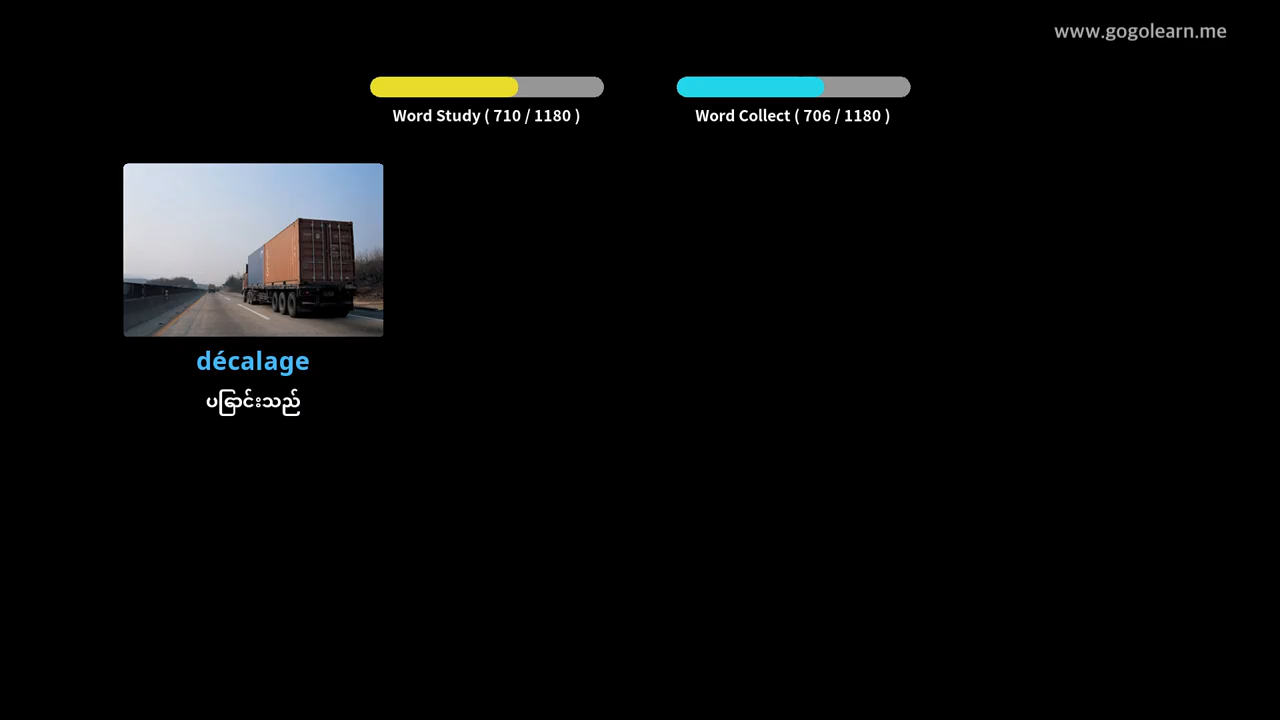 www.gogolearn.me
Word Study ( 710 / 1180 )
Word Collect ( 706 / 1180 )
décalage
ပြောင်းသည်